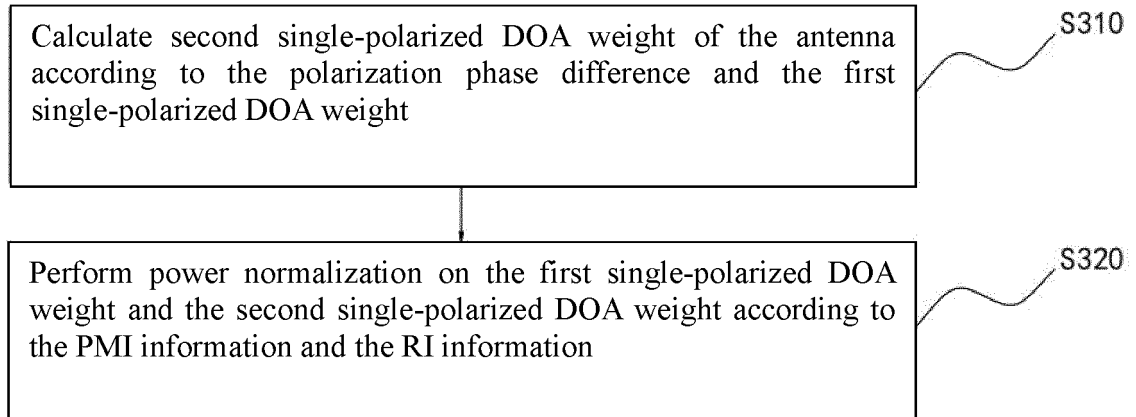 Calculate second single-polarized DOA weight of the antenna
according to the polarization phase difference and the first
single-polarized DOA weight
S310
Perform power normalization on the first single-polarized DOA
weight and the second single-polarized DOA weight according to
the PMI information and the RI information
S320